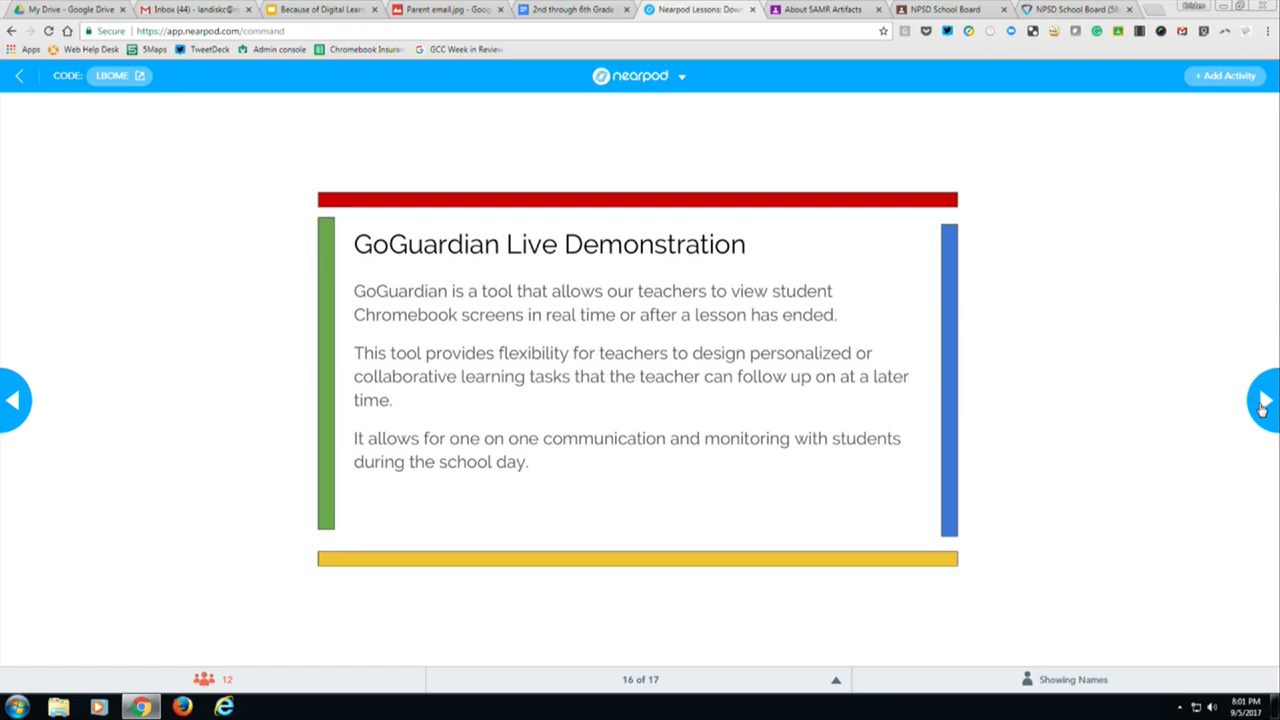 My Drive - Google Drive
Inbox (44) - landiskc@n
Because of Digital Lear
Parent email.jpg - Goog
2nd through 6th Grade
Nearpod Lessons: Dow
About SAMR Artifacts
NPSD School Board
NPSD School Board (58
Kristen
Secure https://app.nearpod.com/command
Apps Web Help Desk 5Maps TweetDeck Admin console Chromebook Insuran GCC Week in Review
CODE: LBOME
nearpod
+ Add Activity
GoGuardian Live Demonstration
GoGuardian is a tool that allows our teachers to view student
Chromebook screens in real time or after a lesson has ended.
This tool provides flexibility for teachers to design personalized or
collaborative learning tasks that the teacher can follow up on at a later
time.
It allows for one on one communication and monitoring with students
during the school day.
12
16 of 17
Showing Names
8:01 PM
9/5/2017